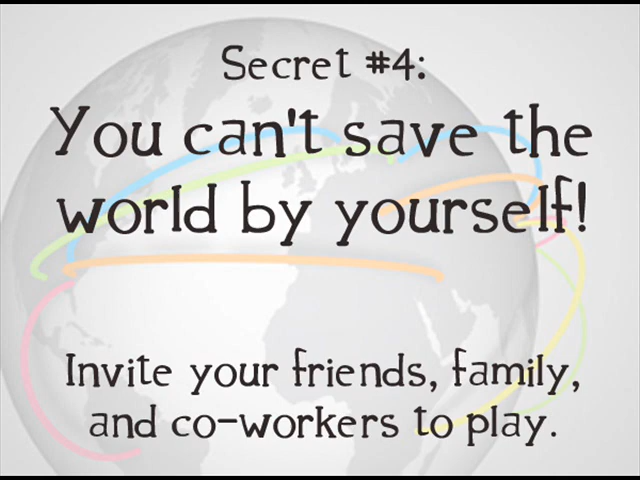 Secret #4:
You can't save the
world by yourself!
Invite your friends, family,
and co-workers to play.